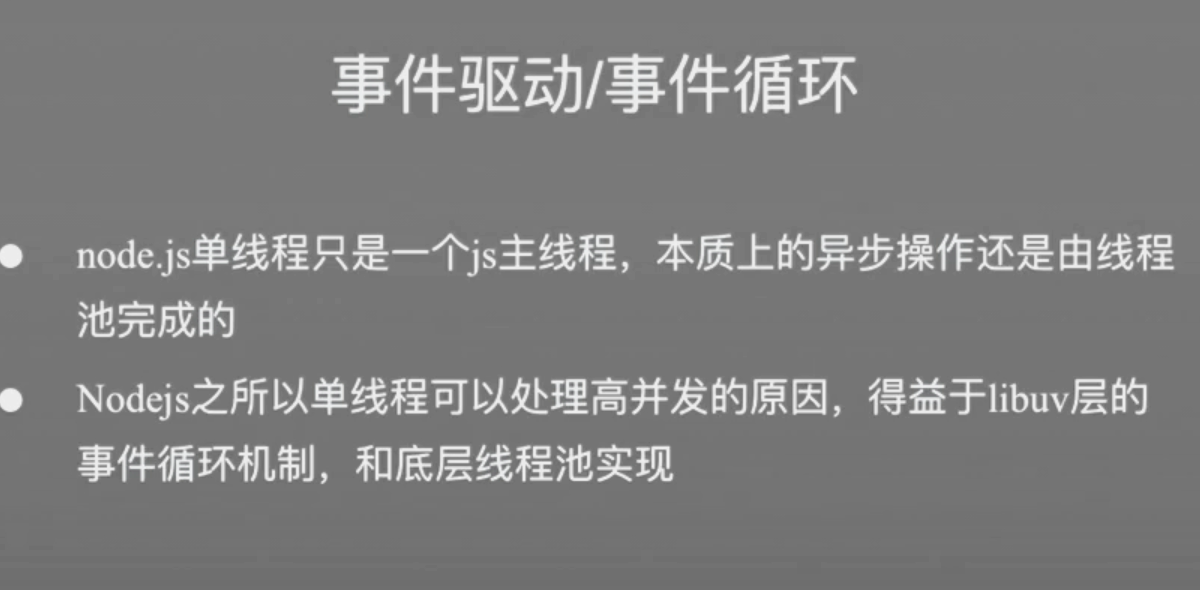 事件驱动/事件循环
● node.js单线程只是一个js主线程，本质上的异步操作还是由线程
池完成的
● Nodejs之所以单线程可以处理高并发的原因，得益于libuv层的
事件循环机制，和底层线程池实现